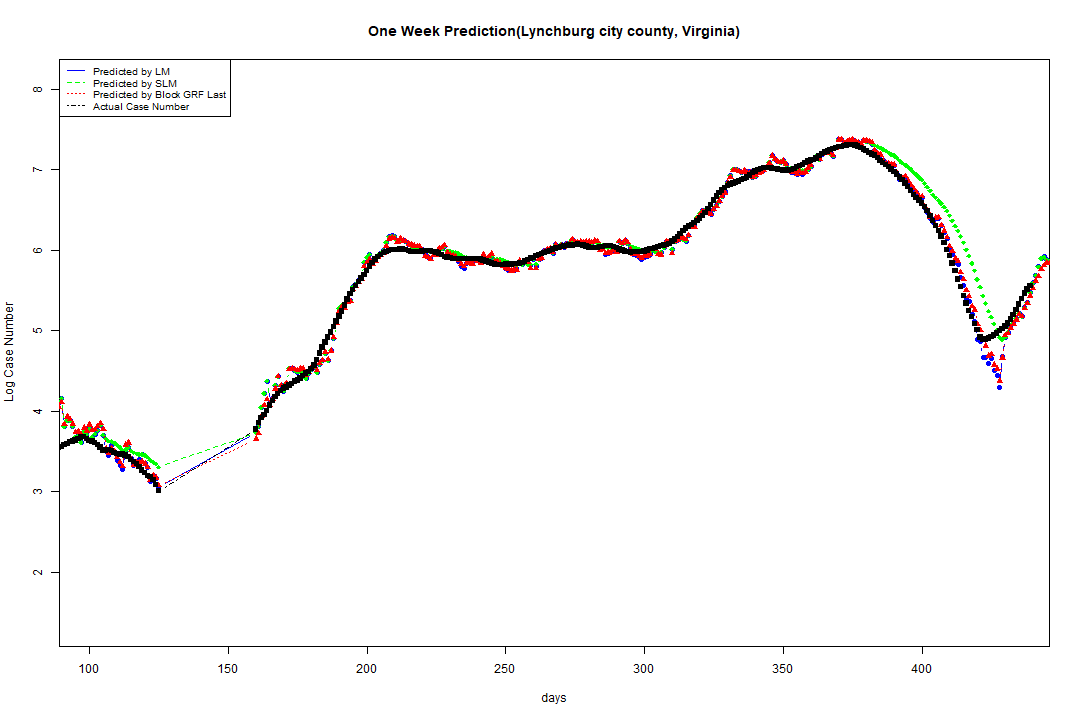 One Week Prediction(Lynchburg city county, Virginia)
Predicted by LM
Predicted by SLM
Predicted by Block GRF Last
Actual Case Number
8
7
6
5
4
3
2
Log Case Number
100 150 200 250 300 350 400
days